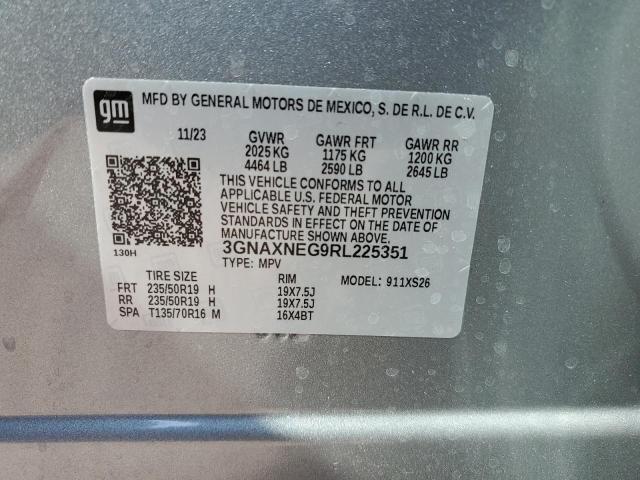 gm MFD BY GENERAL MOTORS DE MEXICO, S. DE R.L. DE C.V.
11/23 GVWR GAWR FRT GAWR RR
2025 KG 1175 KG 1200 KG
4464 LB 2590 LB 2645 LB
THIS VEHICLE CONFORMS TO ALL
APPLICABLE U.S. FEDERAL MOTOR
VEHICLE SAFETY AND THEFT PREVENTION
STANDARDS IN EFFECT ON THE DATE OF
MANUFACTURE SHOWN ABOVE.
130H 3GNAXNEG9RL225351
TYPE: MPV
TIRE SIZE RIM MODEL: 911XS26
FRT 235/50R19 H 19X7.5J
RR 235/50R19 H 19X7.5J
SPA T135/70R16 M 16X4BT